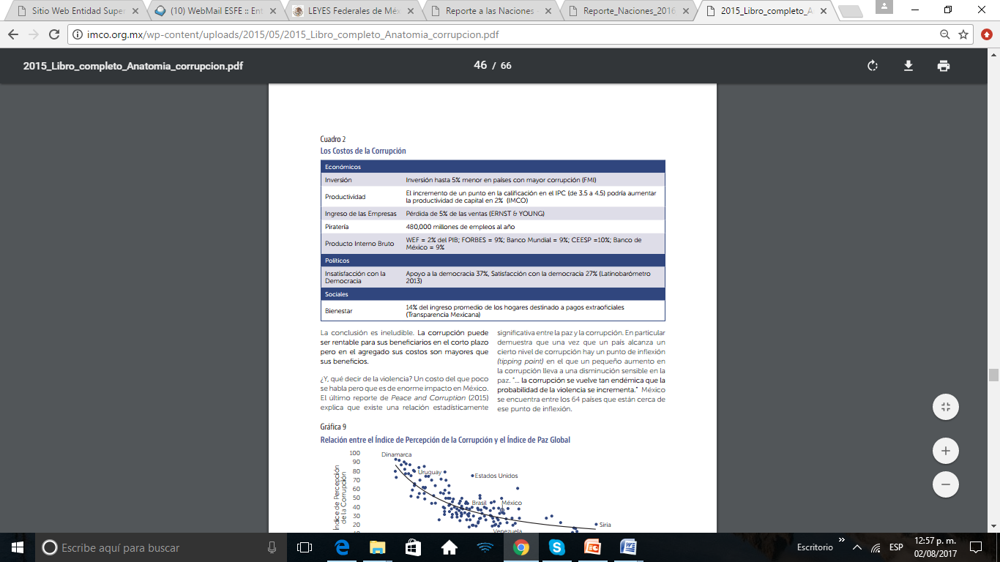 Sitio Web Entidad Super
(10) WebMail ESFE :: En
LEYES Federales de Méx
Reporte a las Naciones
Reporte_Naciones_2016
2015_Libro_completo_A
imco.org.mx/wp-content/uploads/2015/05/2015_Libro_completo_Anatomia_corrupcion.pdf
2015_Libro_completo_Anatomia_corrupcion.pdf
46 / 66
Cuadro 2
Los Costos de la Corrupción
Económicos
Inversión Inversión hasta 5% menor en países con mayor corrupción (FMI)
Productividad El incremento de un punto en la calificación en el IPC (de 3.5 a 4.5) podría aumentar
la productividad de capital en 2% (IMCO)
Ingreso de las Empresas Pérdida de 5% de las ventas (ERNST & YOUNG)
Piratería 480,000 millones de empleos al año
Producto Interno Bruto WEF = 2% del PIB; FORBES = 9%; Banco Mundial = 9%; CEESP =10%; Banco de
México = 9%
Políticos
Insatisfacción con la Democracia Apoyo a la democracia 37%, Satisfacción con la democracia 27% (Latinobarómetro
2013)
Sociales
Bienestar 14% del ingreso promedio de los hogares destinado a pagos extraoficiales
(Transparencia Mexicana)
La conclusión es ineludible. La corrupción puede
ser rentable para sus beneficiarios en el corto plazo
pero en el agregado sus costos son mayores que
sus beneficios.
¿Y, qué decir de la violencia? Un costo del que poco
se habla pero que es de enorme impacto en México.
El último reporte de Peace and Corruption (2015)
explica que existe una relación estadísticamente
significativa entre la paz y la corrupción. En particular
demuestra que una vez que un país alcanza un
cierto nivel de corrupción hay un punto de inflexión
(tipping point) en el que un pequeño aumento en
la corrupción lleva a una disminución sensible en la
paz. "... la corrupción se vuelve tan endémica que la
probabilidad de la violencia se incrementa." México
se encuentra entre los 64 países que están cerca de
ese punto de inflexión.
Gráfica 9
Relación entre el Índice de Percepción de la Corrupción y el Índice de Paz Global
Índice de Percepción
de la Corrupción
100
90
80
70
60
50
40
30
20
Dinamarca
Uruguay
Estados Unidos
Brasil
México
Venezuela
Siria
Escribe aquí para buscar
Escritorio
ESP
12:57 p. m.
02/08/2017